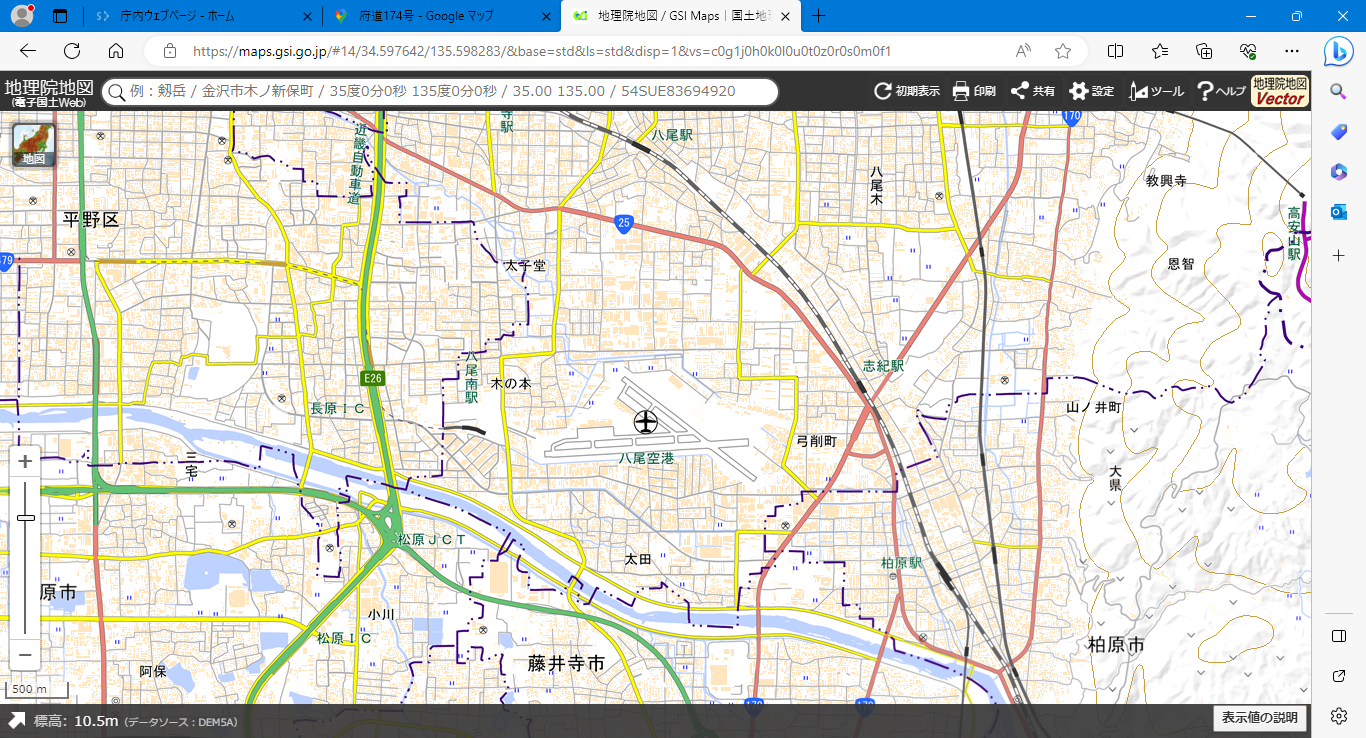 庁内ウェブページ - ホーム
府道174号 - Google マップ
地理院地図 / GSI Maps｜国土地理
https://maps.gsi.go.jp/#14/34.597642/135.598283/&base=std&ls=std&disp=1&vs=c0g1j0h0k0l0u0t0z0r0s0m0f1
地理院地図
(電子国土Web)
例：剱岳 / 金沢市木ノ新保町 / 35度0分0秒 135度0分0秒 / 35.00 135.00 / 54SUE83694920
初期表示
印刷
共有
設定
ツール
ヘルプ
地理院地図
Vector
地図
寺駅
八尾駅
170
近畿自動車道
八尾木
教興寺
平野区
25
高安山駅
479
太子堂
恩智
八尾南駅
志紀駅
E26
木の本
長原ＩＣ
山ノ井町
弓削町
八尾空港
三宅
大県
松原ＪＣＴ
太田
柏原駅
原市
小川
松原ＩＣ
柏原市
藤井寺市
阿保
500 m
170
170
標高: 10.5m (データソース：DEM5A)
表示値の説明